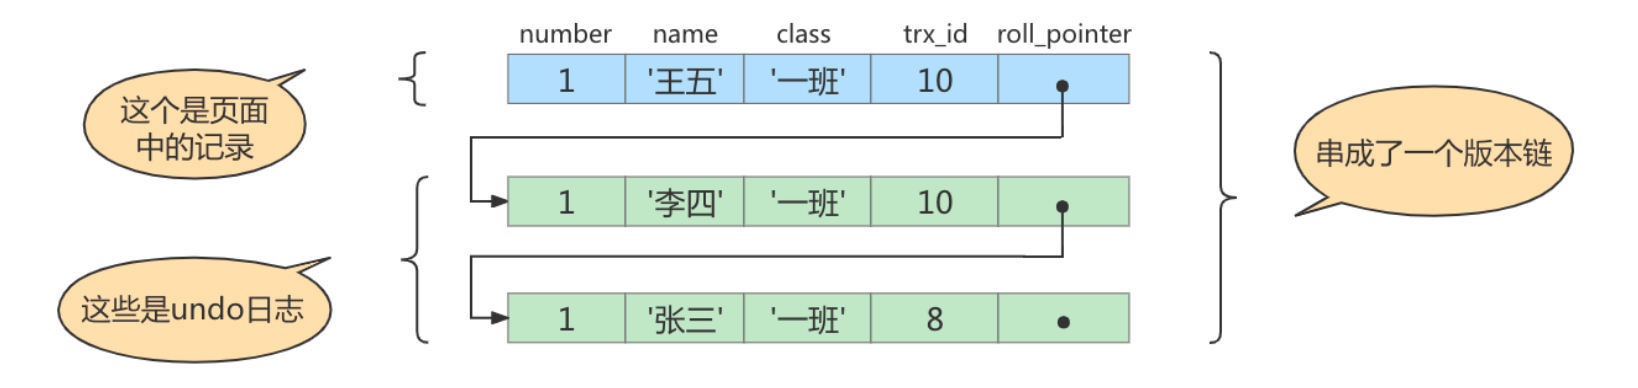 number name class trx_id roll_pointer
1 '王五' '一班' 10
这个是页面
中的记录
串成了一个版本链
1 '李四' '一班' 10
这些是undo日志
1 '张三' '一班' 8